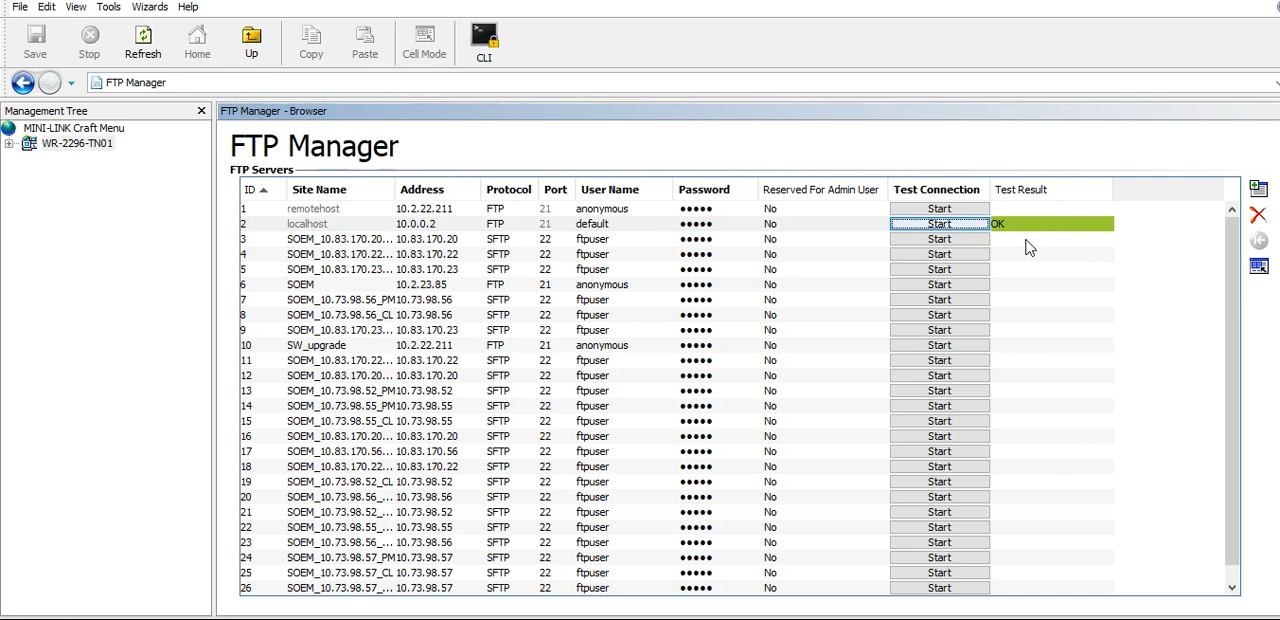 File Edit View Tools Wizards Help
Save Stop Refresh Home Up Copy Paste Cell Mode CLI
FTP Manager
Management Tree
MINI-LINK Craft Menu
WR-2296-TN01
FTP Manager - Browser
FTP Manager
FTP Servers
ID Site Name Address Protocol Port User Name Password Reserved For Admin User Test Connection Test Result
1 remotehost 10.2.22.211 FTP 21 anonymous ●●●●● No Start
2 localhost 10.0.0.2 FTP 21 default ●●●●● No Start OK
3 SOEM_10.83.170.20... 10.83.170.20 SFTP 22 ftpuser ●●●●● No Start
4 SOEM_10.83.170.22... 10.83.170.22 SFTP 22 ftpuser ●●●●● No Start
5 SOEM_10.83.170.23... 10.83.170.23 SFTP 22 ftpuser ●●●●● No Start
6 SOEM 10.2.23.85 FTP 21 anonymous ●●●●● No Start
7 SOEM_10.73.98.56_PM 10.73.98.56 SFTP 22 ftpuser ●●●●● No Start
8 SOEM_10.73.98.56_CL 10.73.98.56 SFTP 22 ftpuser ●●●●● No Start
9 SOEM_10.83.170.23... 10.83.170.23 SFTP 22 ftpuser ●●●●● No Start
10 SW_upgrade 10.2.22.211 FTP 21 anonymous ●●●●● No Start
11 SOEM_10.83.170.22... 10.83.170.22 SFTP 22 ftpuser ●●●●● No Start
12 SOEM_10.83.170.20... 10.83.170.20 SFTP 22 ftpuser ●●●●● No Start
13 SOEM_10.73.98.52_PM 10.73.98.52 SFTP 22 ftpuser ●●●●● No Start
14 SOEM_10.73.98.55_PM 10.73.98.55 SFTP 22 ftpuser ●●●●● No Start
15 SOEM_10.73.98.55_CL 10.73.98.55 SFTP 22 ftpuser ●●●●● No Start
16 SOEM_10.83.170.20... 10.83.170.20 SFTP 22 ftpuser ●●●●● No Start
17 SOEM_10.83.170.56... 10.83.170.56 SFTP 22 ftpuser ●●●●● No Start
18 SOEM_10.83.170.22... 10.83.170.22 SFTP 22 ftpuser ●●●●● No Start
19 SOEM_10.73.98.52_CL 10.73.98.52 SFTP 22 ftpuser ●●●●● No Start
20 SOEM_10.73.98.56_... 10.73.98.56 SFTP 22 ftpuser ●●●●● No Start
21 SOEM_10.73.98.52_... 10.73.98.52 SFTP 22 ftpuser ●●●●● No Start
22 SOEM_10.73.98.55_... 10.73.98.55 SFTP 22 ftpuser ●●●●● No Start
23 SOEM_10.73.98.56_... 10.73.98.56 SFTP 22 ftpuser ●●●●● No Start
24 SOEM_10.73.98.57_PM 10.73.98.57 SFTP 22 ftpuser ●●●●● No Start
25 SOEM_10.73.98.57_CL 10.73.98.57 SFTP 22 ftpuser ●●●●● No Start
26 SOEM_10.73.98.57_... 10.73.98.57 SFTP 22 ftpuser ●●●●● No Start